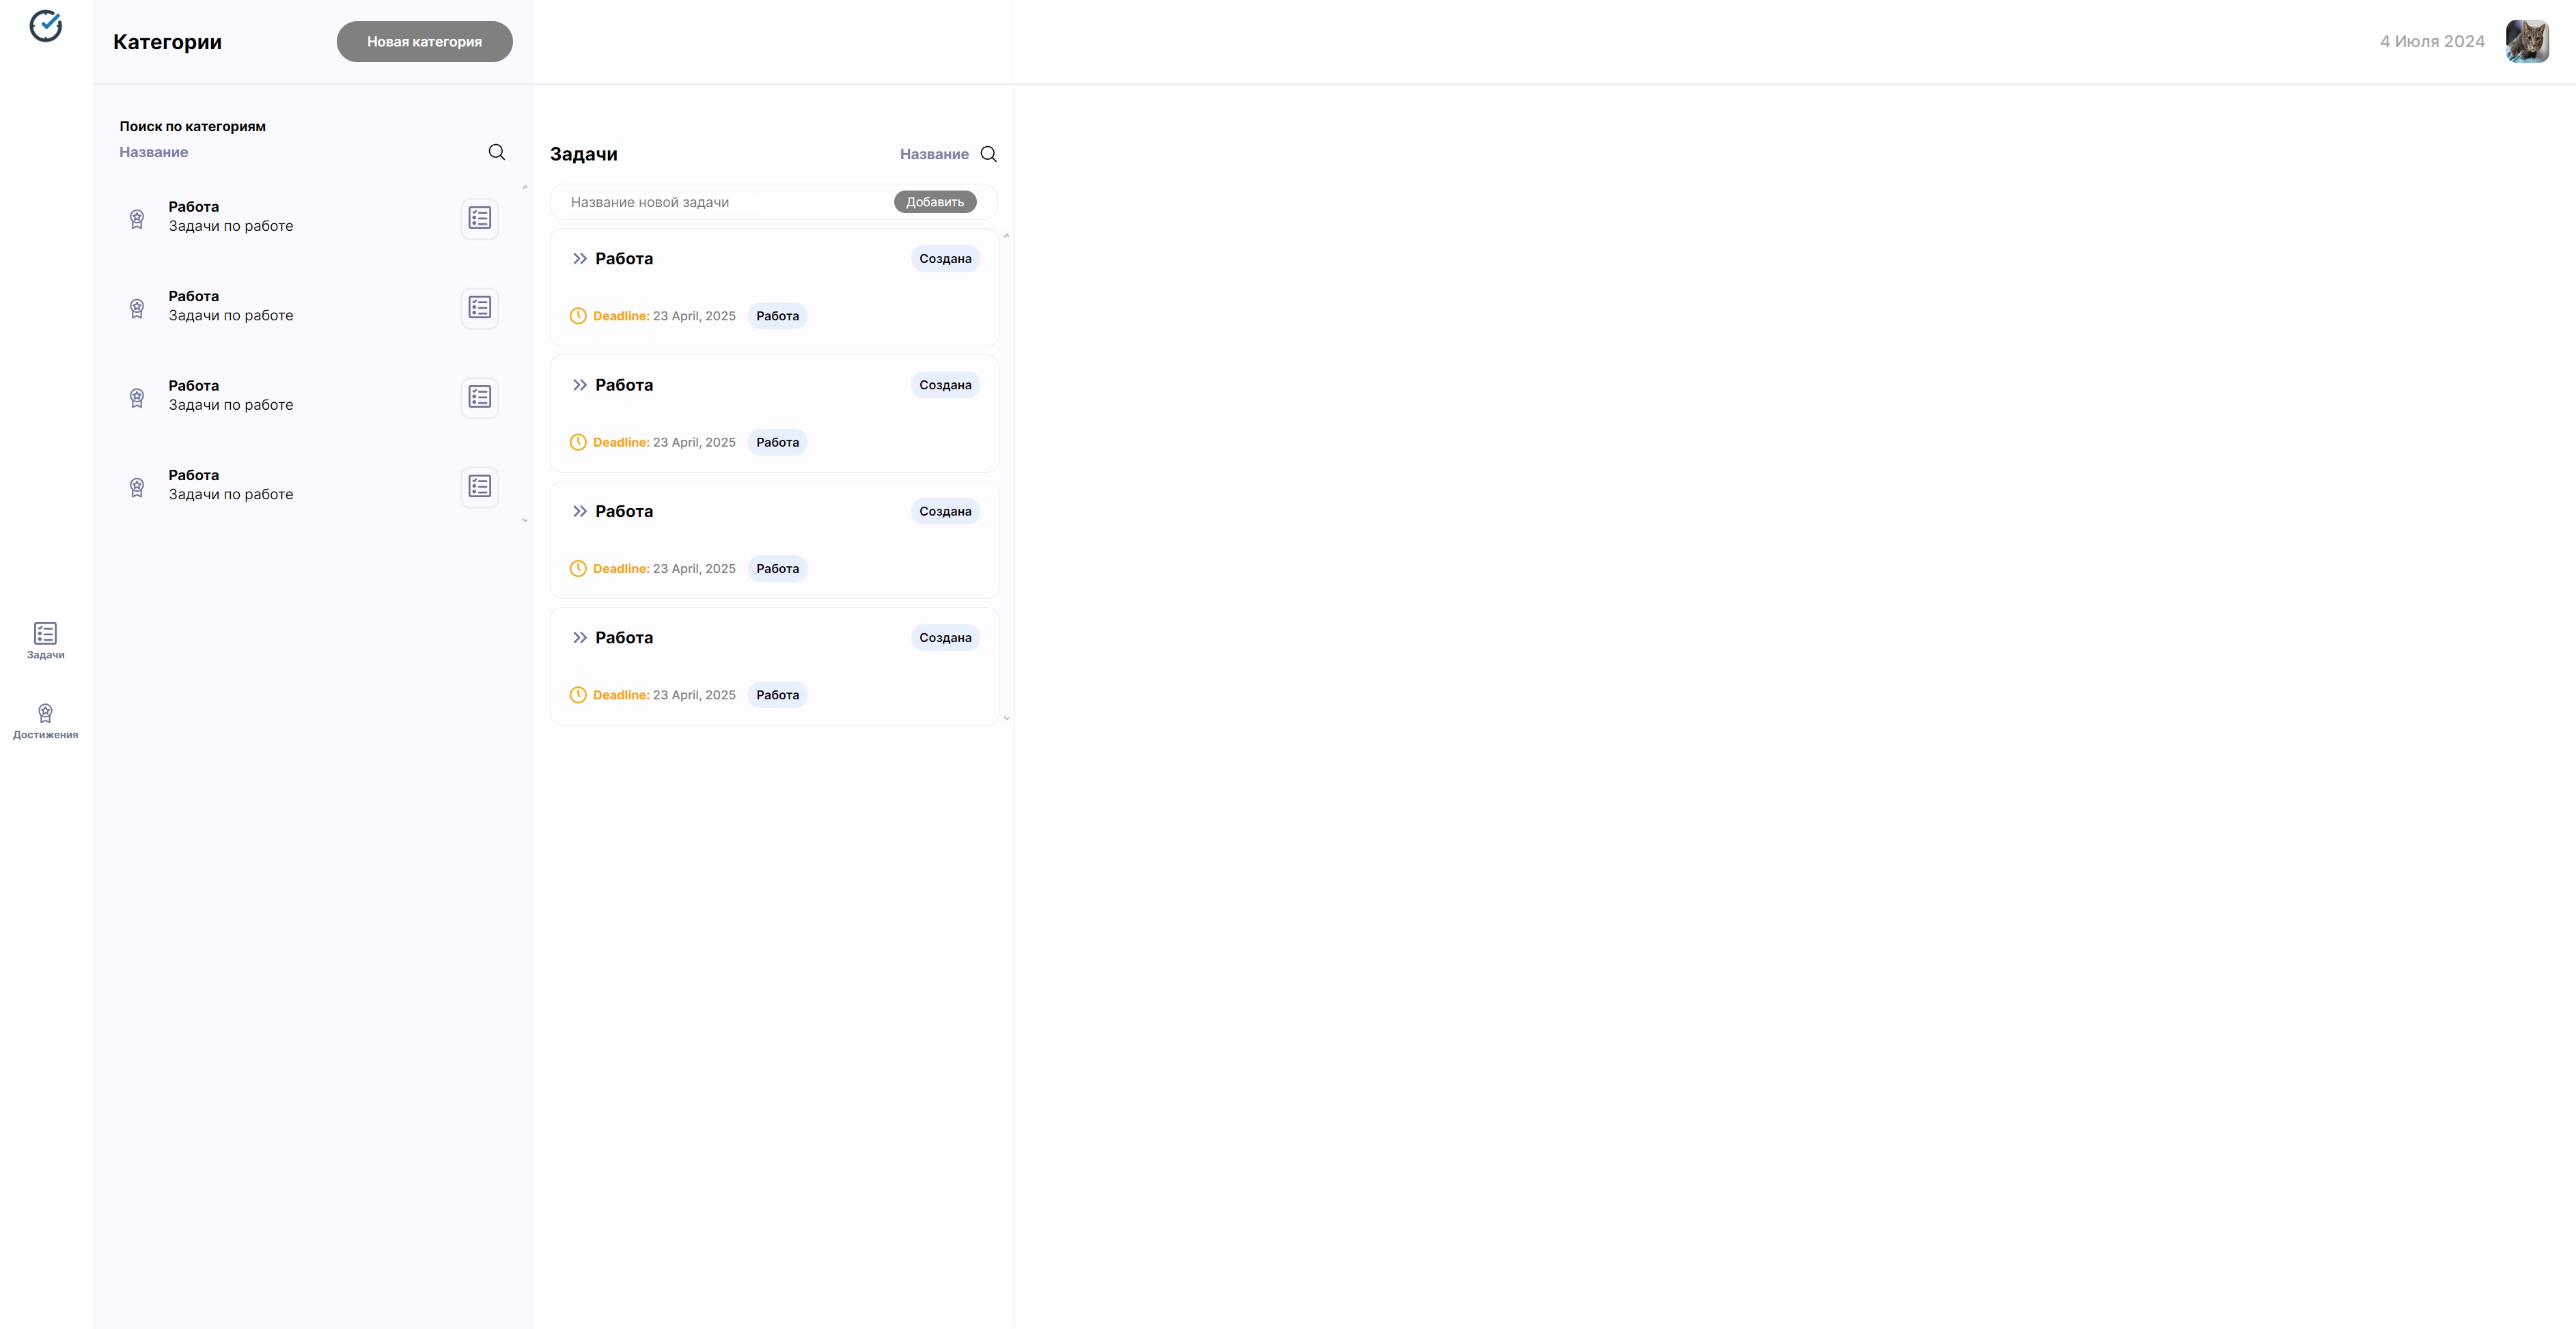 Категории
Новая категория
4 Июля 2024
Поиск по категориям
Название
Работа
Задачи по работе
Работа
Задачи по работе
Работа
Задачи по работе
Работа
Задачи по работе
Задачи
Достижения
Задачи
Название
Название новой задачи
Добавить
Работа
Создана
Deadline: 23 April, 2025
Работа
Работа
Создана
Deadline: 23 April, 2025
Работа
Работа
Создана
Deadline: 23 April, 2025
Работа
Работа
Создана
Deadline: 23 April, 2025
Работа